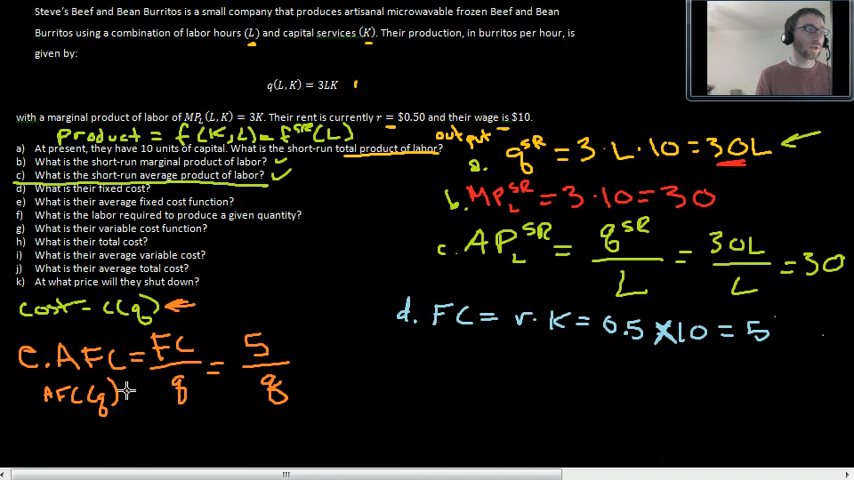 Steve's Beef and Bean Burritos is a small company that produces artisanal microwavable frozen Beef and Bean
Burritos using a combination of labor hours (L) and capital services (K). Their production, in burritos per hour, is
given by:
q(L, K) = 3LK
with a marginal product of labor of MP_L(L, K) = 3K. Their rent is currently r = $0.50 and their wage is $10.
Product = f(K,L) = f^SR(L)
output
a) At present, they have 10 units of capital. What is the short-run total product of labor?
b) What is the short-run marginal product of labor?
c) What is the short-run average product of labor?
d) What is their fixed cost?
e) What is their average fixed cost function?
f) What is the labor required to produce a given quantity?
g) What is their variable cost function?
h) What is their total cost?
i) What is their average variable cost?
j) What is their average total cost?
k) At what price will they shut down?
a. q^SR = 3 · L · 10 = 30L
b. MP_L^SR = 3 · 10 = 30
c. AP_L^SR = q^SR / L = 30L / L = 30
d. FC = r · K = 0.5 × 10 = 5
Cost = C(q)
e. AFC = FC / q = 5 / q
AFC(q)